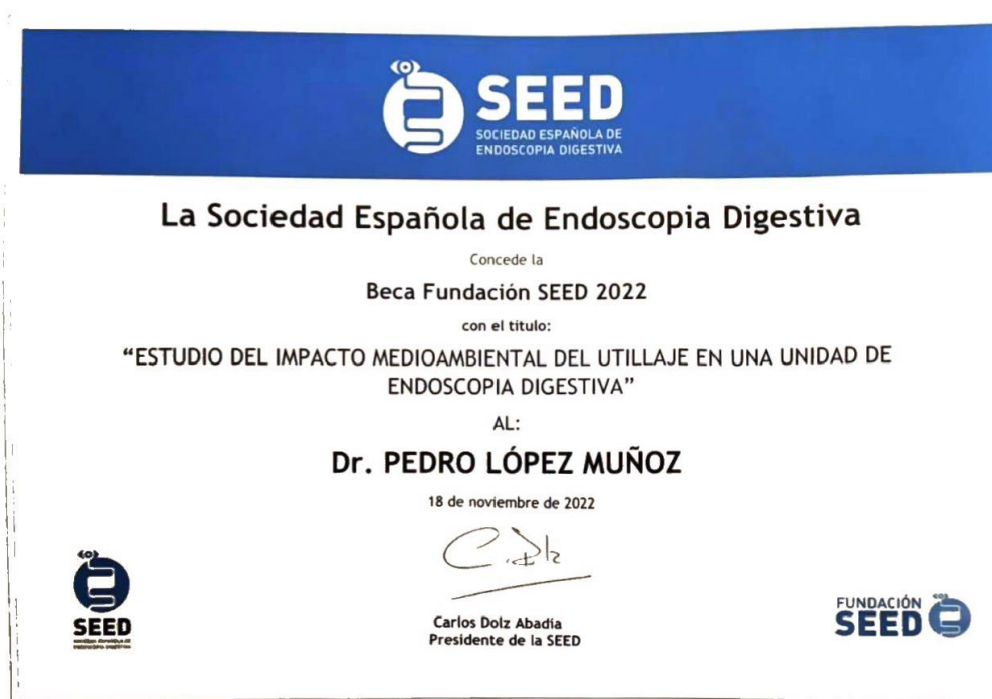 SEED
SOCIEDAD ESPAÑOLA DE
ENDOSCOPIA DIGESTIVA
La Sociedad Española de Endoscopia Digestiva
Concede la
Beca Fundación SEED 2022
con el título:
“ESTUDIO DEL IMPACTO MEDIOAMBIENTAL DEL UTILLAJE EN UNA UNIDAD DE
ENDOSCOPIA DIGESTIVA”
AL:
Dr. PEDRO LÓPEZ MUÑOZ
18 de noviembre de 2022
C. Dolz
Carlos Dolz Abadía
Presidente de la SEED
SEED
FUNDACIÓN
SEED